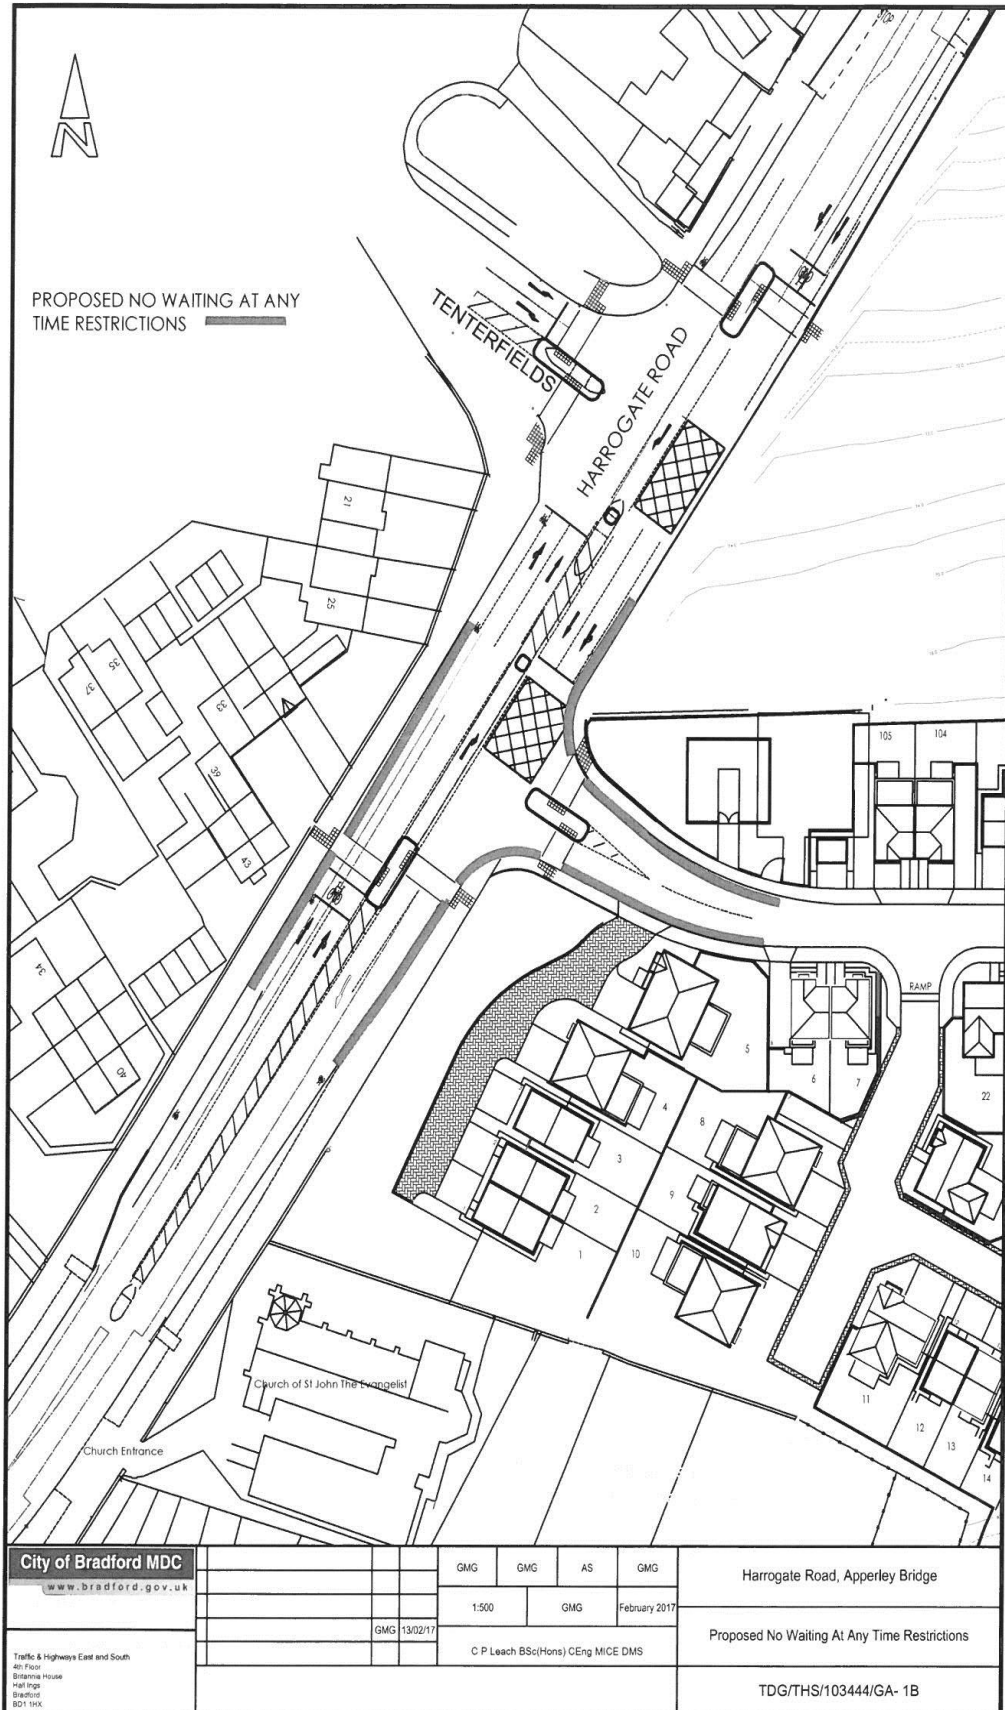 STOP
N
PROPOSED NO WAITING AT ANY
TIME RESTRICTIONS
TENTERFIELDS
HARROGATE ROAD
21
25
35
37
33
39
43
34
40
105
104
RAMP
5
6
7
22
4
8
3
9
2
10
1
11
12
13
14
Church of St John The Evangelist
Church Entrance
City of Bradford MDC
www.bradford.gov.uk
Traffic & Highways East and South
4th Floor
Britannia House
Hall Ings
Bradford
BD1 1HX
GMG 13/02/17
GMG GMG AS GMG
1:500 GMG February 2017
C P Leach BSc(Hons) CEng MICE DMS
Harrogate Road, Apperley Bridge
Proposed No Waiting At Any Time Restrictions
TDG/THS/103444/GA- 1B